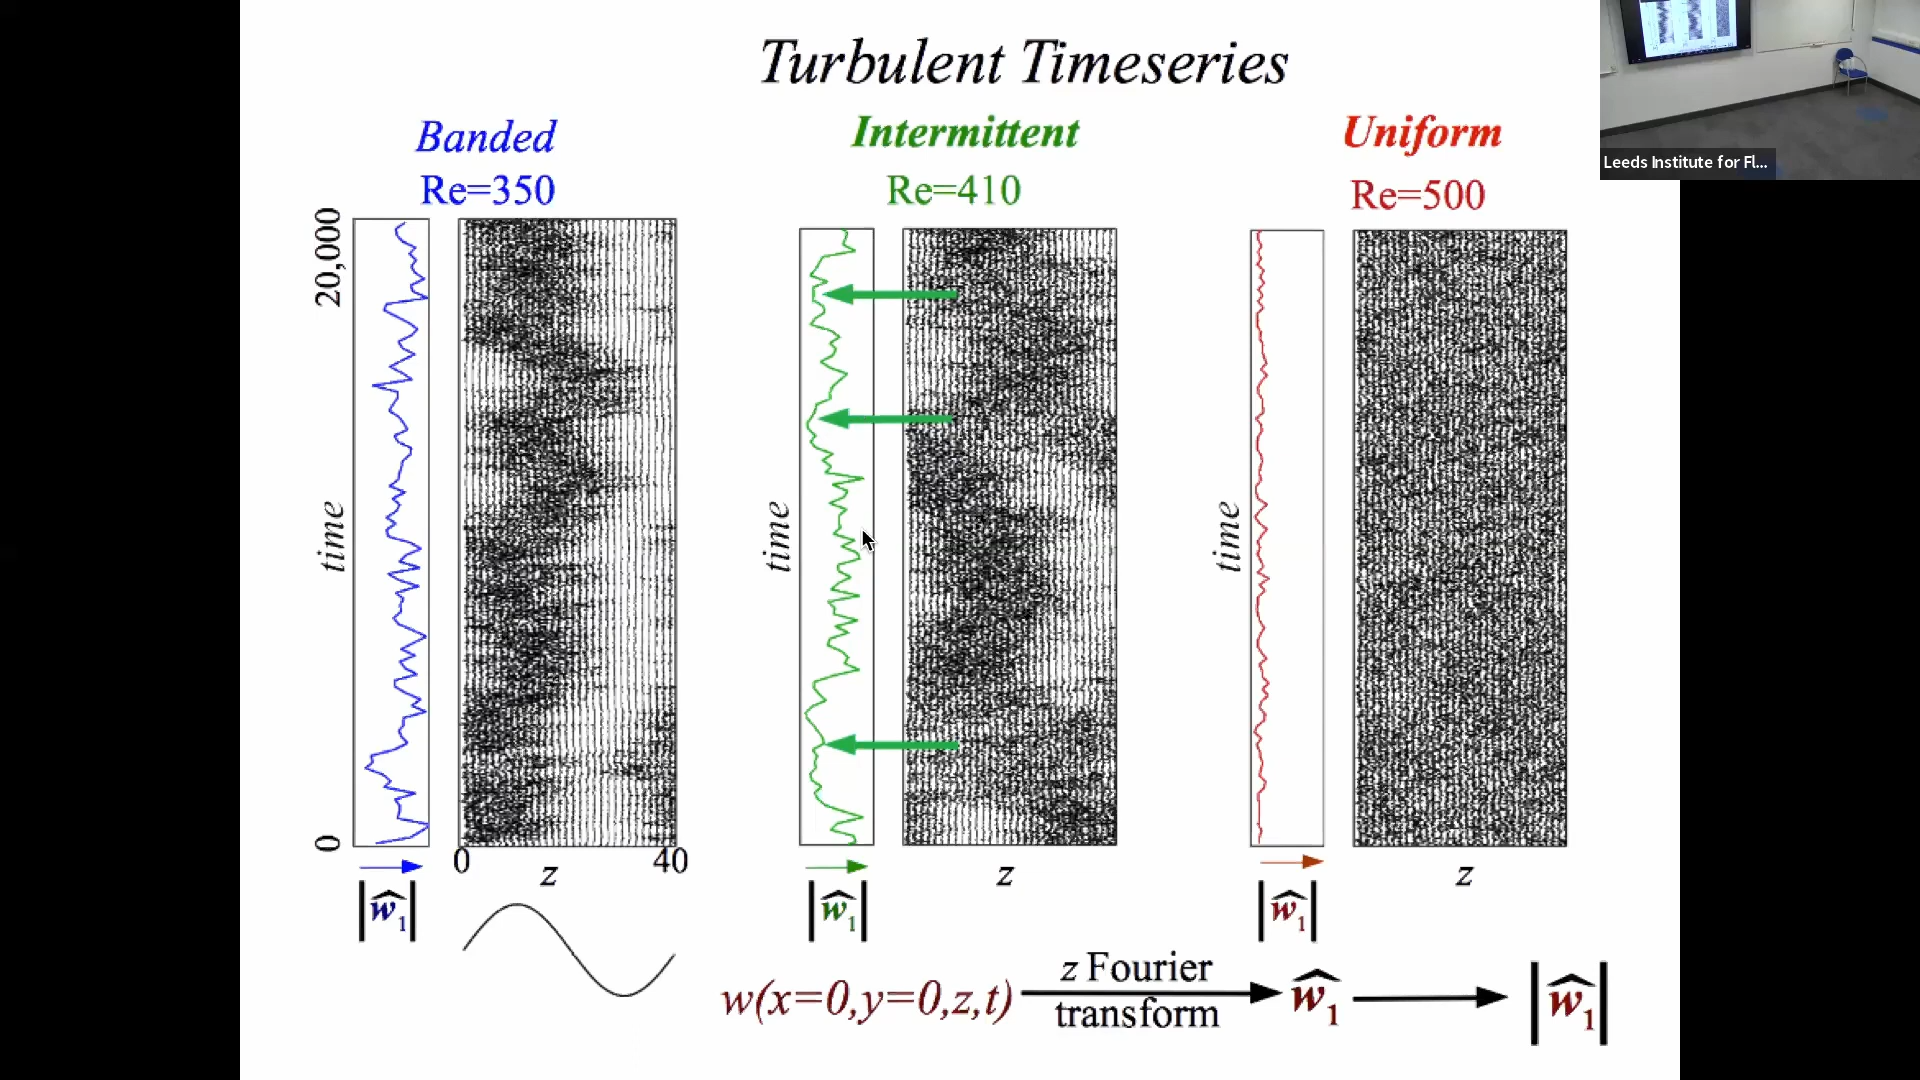 Turbulent Timeseries
Banded
Re=350
Intermittent
Re=410
Uniform
Re=500
Leeds Institute for Fl...
20,000
time
0
time
time
0
z
40
z
z
|ŵ₁|
|ŵ₁|
|ŵ₁|
w(x=0,y=0,z,t)
z Fourier
transform
ŵ₁
|ŵ₁|